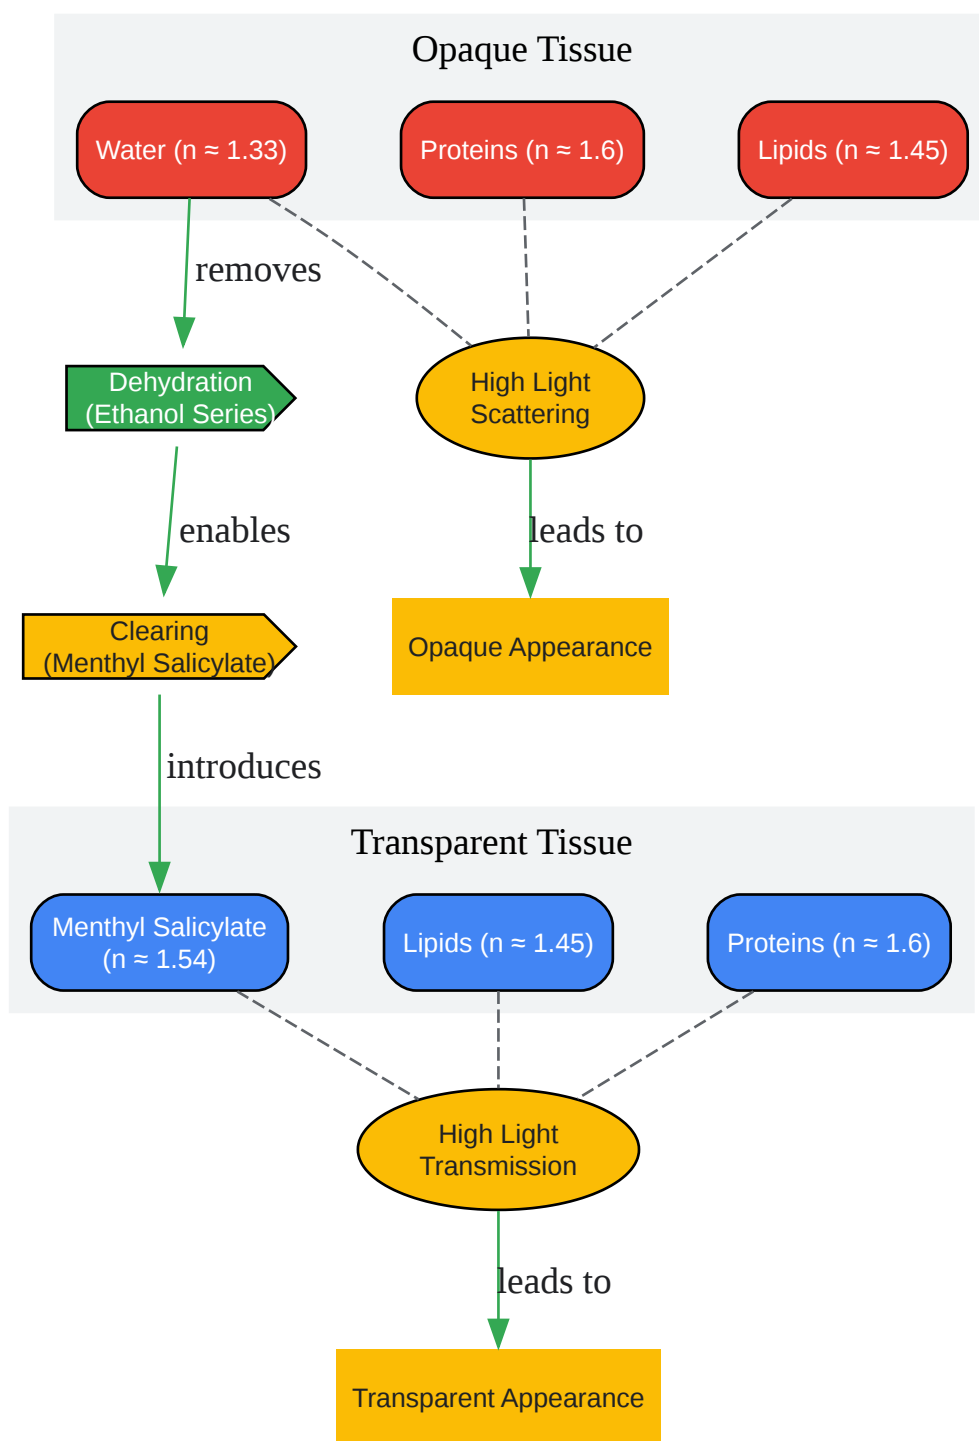 Opaque Tissue
Water (n ≈ 1.33)
Proteins (n ≈ 1.6)
Lipids (n ≈ 1.45)
removes
Dehydration
(Ethanol Series)
High Light
Scattering
enables
leads to
Clearing
(Menthyl Salicylate)
Opaque Appearance
introduces
Transparent Tissue
Menthyl Salicylate
(n ≈ 1.54)
Lipids (n ≈ 1.45)
Proteins (n ≈ 1.6)
High Light
Transmission
leads to
Transparent Appearance